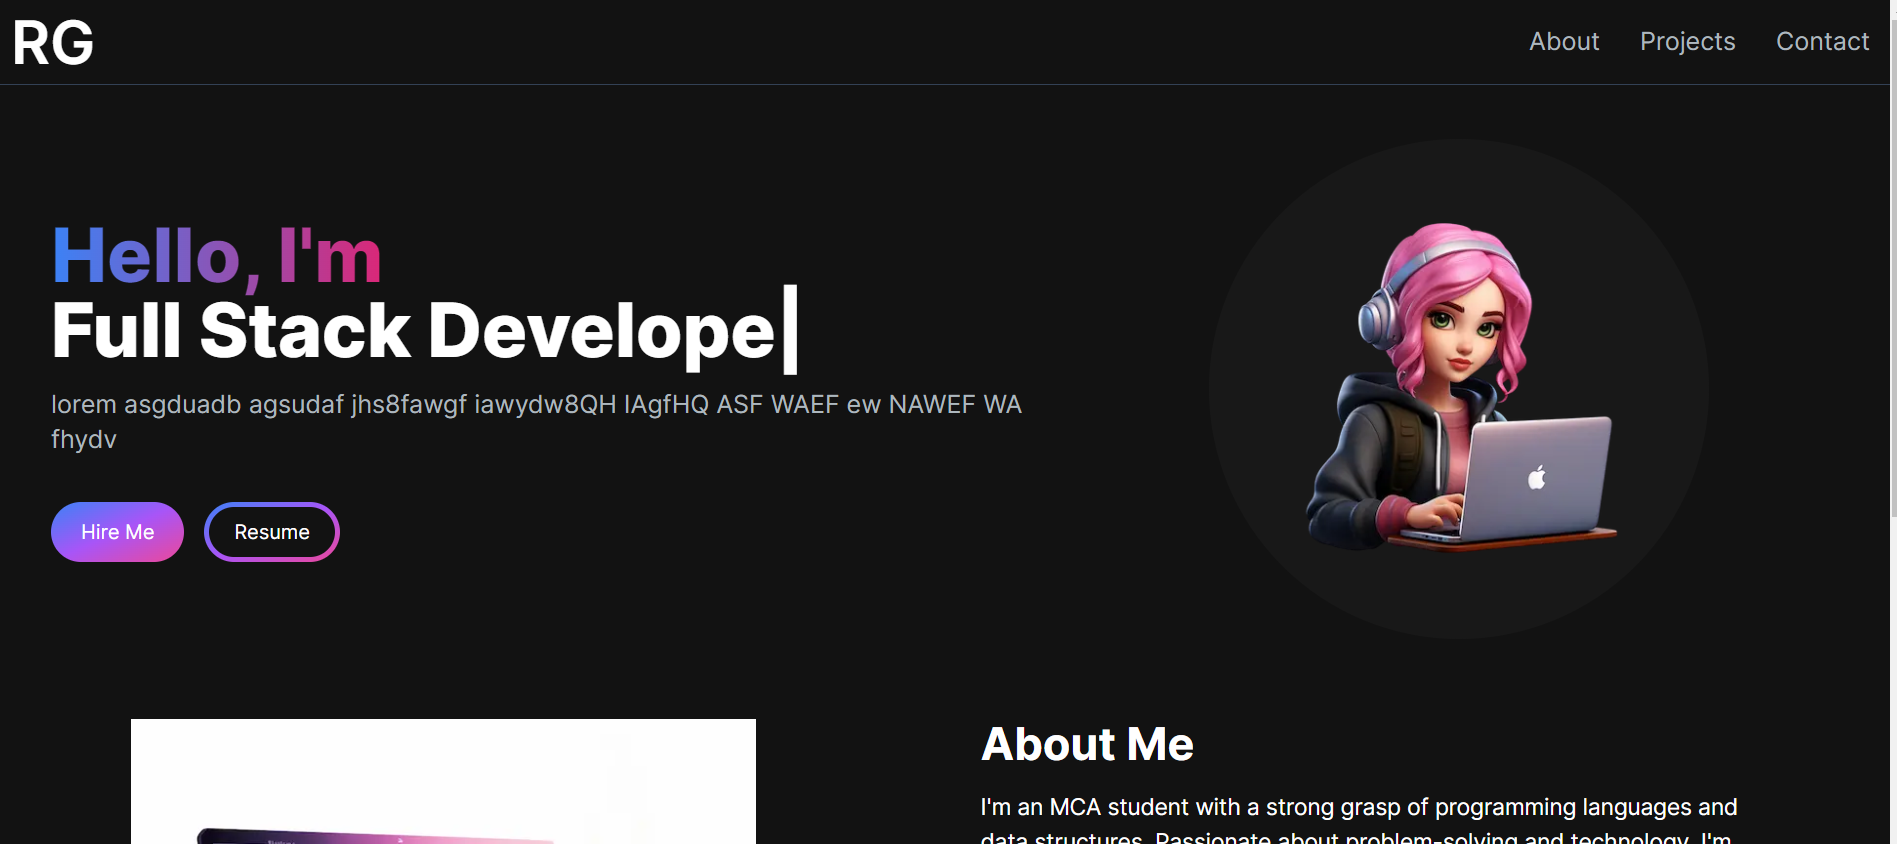 RG
About Projects Contact
Hello, I'm
Full Stack Develope
lorem asgduadb agsudaf jhs8fawgf iawydw8QH IAgfHQ ASF WAEF ew NAWEF WA
fhydv
Hire Me Resume
About Me
I'm an MCA student with a strong grasp of programming languages and
data structures. Passionate about problem-solving and technology, I'm